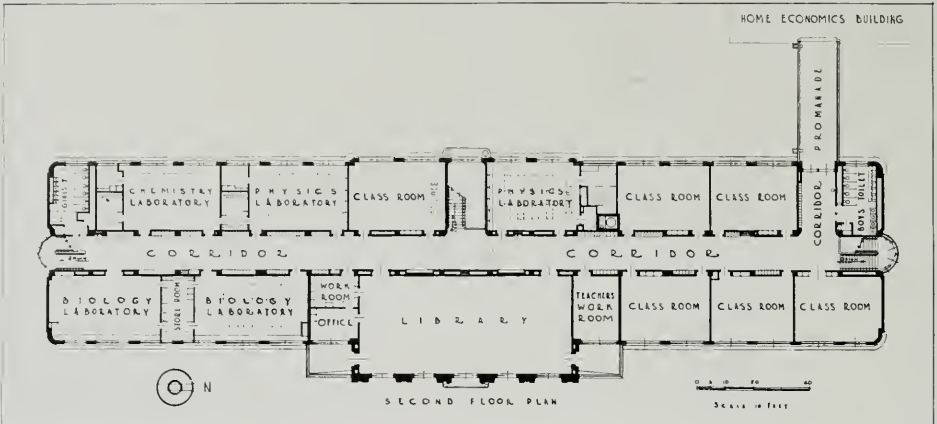 HOME ECONOMICS BUILDING
CORRIDOR PROMANADE
GIRLS T
CHEMISTRY
LABORATORY
PHYSICS
LABORATORY
CLASS ROOM
PHYSICS
LABORATORY
CLASS ROOM
CLASS ROOM
BOYS TOILET
CORRIDOR
CORRIDOR
BIOLOGY
LABORATORY
STORE ROOM
BIOLOGY
LABORATORY
WORK
ROOM
OFFICE
LIBRARY
TEACHERS
WORK
ROOM
CLASS ROOM
CLASS ROOM
CLASS ROOM
N
SECOND FLOOR PLAN
0 5 10 20 40
SCALE IN FEET